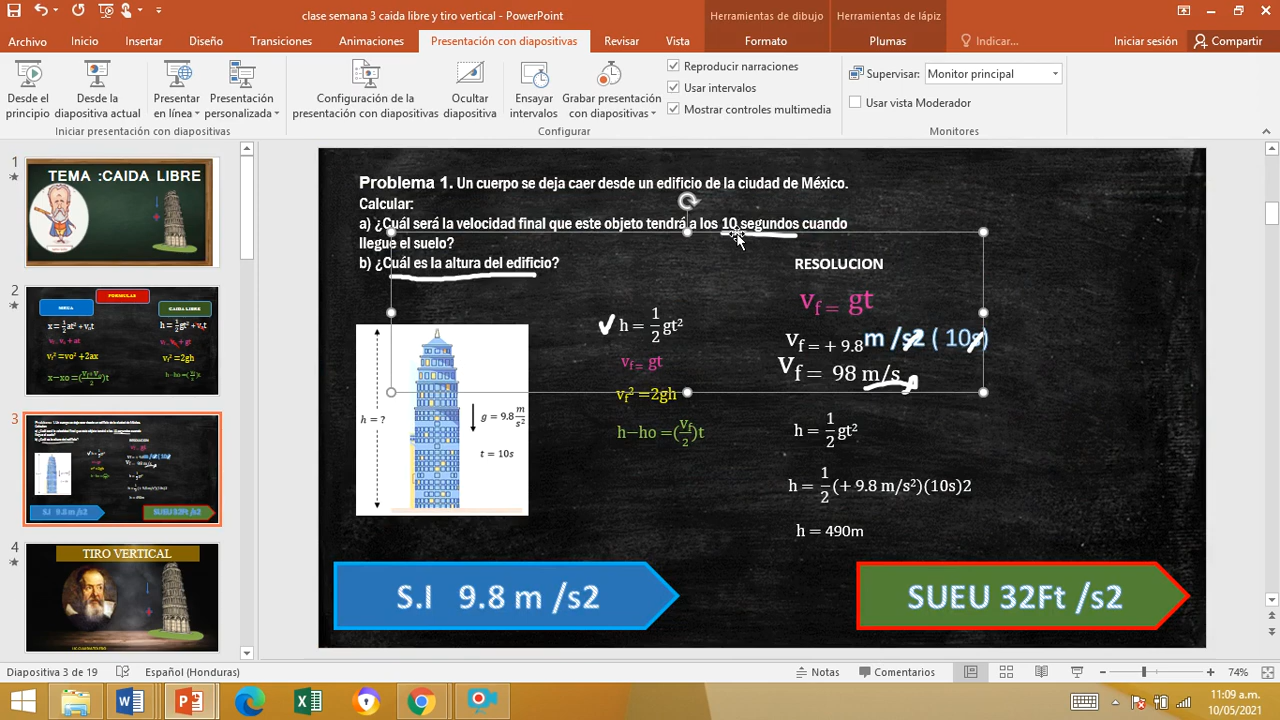 clase semana 3 caida libre y tiro vertical - PowerPoint
Herramientas de dibujo
Herramientas de lápiz
Archivo
Inicio
Insertar
Diseño
Transiciones
Animaciones
Presentación con diapositivas
Revisar
Vista
Formato
Plumas
Indicar...
Iniciar sesión
Compartir
Desde el principio
Desde la diapositiva actual
Presentar en línea
Presentación personalizada
Iniciar presentación con diapositivas
Configuración de la presentación con diapositivas
Ocultar diapositiva
Ensayar intervalos
Grabar presentación con diapositivas
Reproducir narraciones
Usar intervalos
Mostrar controles multimedia
Configurar
Supervisar:
Monitor principal
Usar vista Moderador
Monitores
1
TEMA :CAIDA LIBRE
2
FORMULAS
CAIDA LIBRE
3
4
TIRO VERTICAL
Problema 1. Un cuerpo se deja caer desde un edificio de la ciudad de México.
Calcular:
a) ¿Cuál será la velocidad final que este objeto tendrá a los 10 segundos cuando
llegue el suelo?
b) ¿Cuál es la altura del edificio?
RESOLUCION
h = 1/2 gt²
vf= gt
vf²=2gh
h−ho =(vf/2)t
h = ?
g = 9.8 m/s²
t = 10s
vf = gt
vf = + 9.8 m /s2 ( 10s)
Vf = 98 m/s
h = 1/2 gt²
h = 1/2 (+ 9.8 m/s²)(10s)2
h = 490m
S.I 9.8 m /s2
SUEU 32Ft /s2
Diapositiva 3 de 19
Español (Honduras)
Notas
Comentarios
74%
11:09 a.m.
10/05/2021